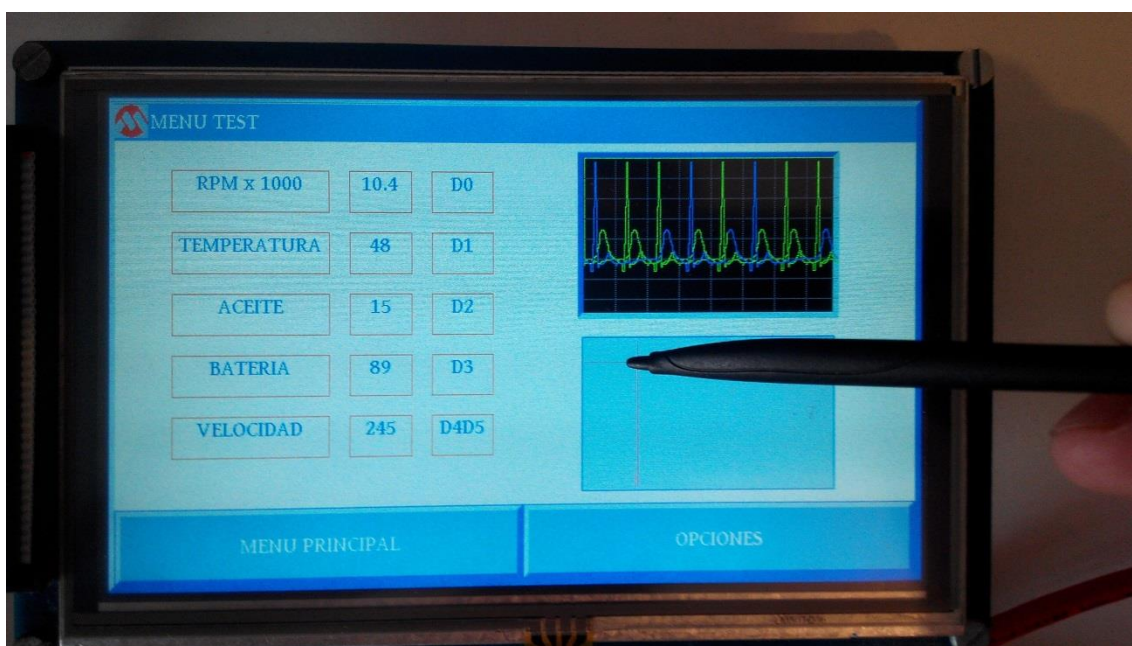 MENU TEST
RPM x 1000 10.4 D0
TEMPERATURA 48 D1
ACEITE 15 D2
BATERIA 89 D3
VELOCIDAD 245 D4D5
MENU PRINCIPAL OPCIONES